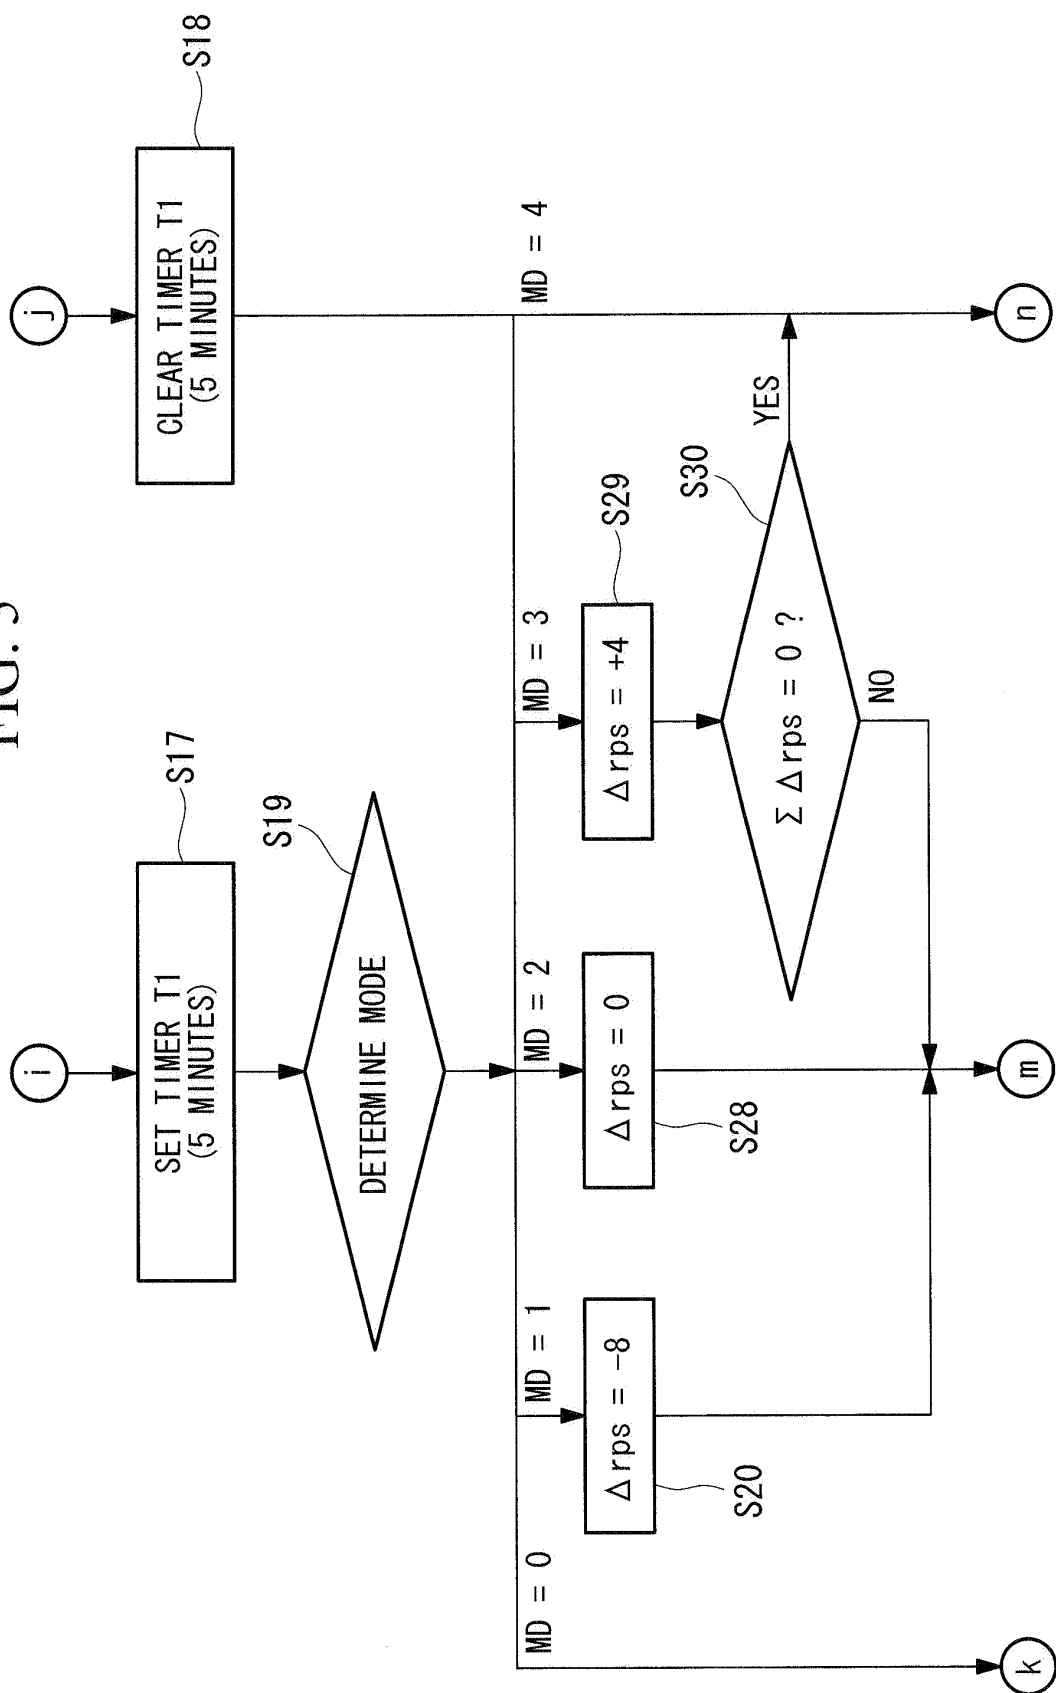 FIG. 5
i
j
SET TIMER T1
(5 MINUTES)
S17
CLEAR TIMER T1
(5 MINUTES)
S18
DETERMINE MODE
S19
MD = 0
MD = 1
MD = 2
MD = 3
MD = 4
Δrps = -8
S20
Δrps = 0
S28
Δrps = +4
S29
Σ Δrps = 0 ?
S30
YES
NO
k
m
n